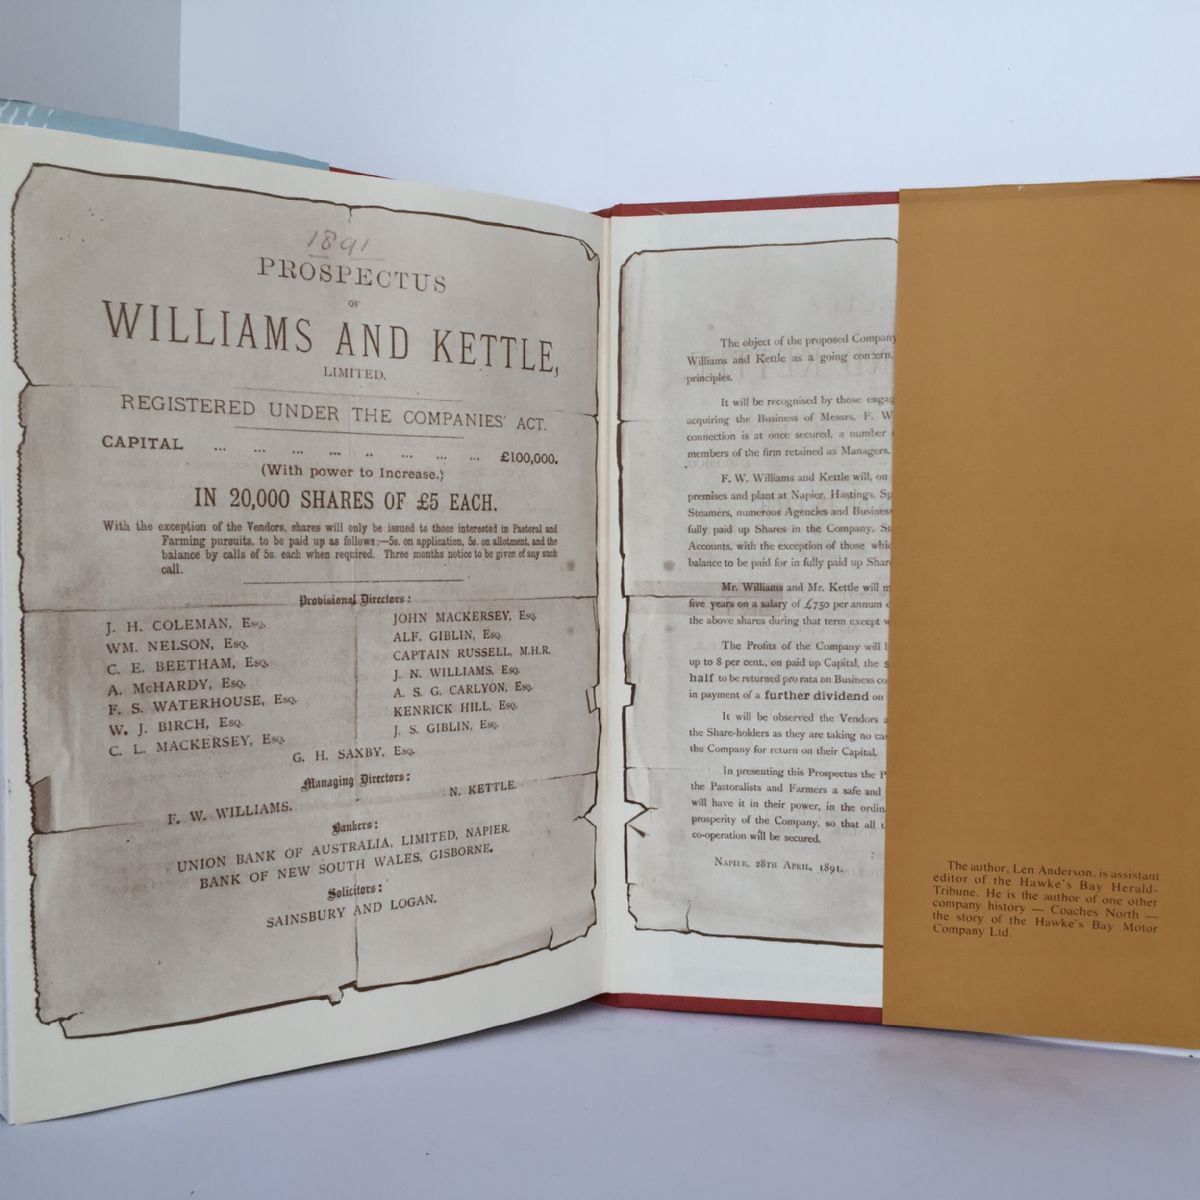 1891
PROSPECTUS
OF
WILLIAMS AND KETTLE,
LIMITED.
REGISTERED UNDER THE COMPANIES' ACT.
CAPITAL ... ... ... ... .. ... ... ... £100,000.
(With power to Increase.)
IN 20,000 SHARES OF £5 EACH.
With the exception of the Vendors, shares will only be issued to those interested in Pastoral and
Farming pursuits, to be paid up as follows:—5s. on application, 5s. on allotment, and the
balance by calls of 5s. each when required. Three months notice to be given of any such
call.
Provisional Directors:
J. H. COLEMAN, Esq.
WM. NELSON, Esq.
C. E. BEETHAM, Esq.
A. McHARDY, Esq.
F. S. WATERHOUSE, Esq.
W. J. BIRCH, Esq.
C. L. MACKERSEY, Esq.
JOHN MACKERSEY, Esq.
ALF. GIBLIN, Esq.
CAPTAIN RUSSELL, M.H.R.
J. N. WILLIAMS, Esq.
A. S. G. CARLYON, Esq.
KENRICK HILL, Esq.
J. S. GIBLIN, Esq.
G. H. SAXBY, Esq.
Managing Directors:
F. W. WILLIAMS. N. KETTLE.
Bankers:
UNION BANK OF AUSTRALIA, LIMITED, NAPIER.
BANK OF NEW SOUTH WALES, GISBORNE.
Solicitors:
SAINSBURY AND LOGAN.
The object of the proposed Company
Williams and Kettle as a going concern,
principles.
It will be recognised by those engag
acquiring the Business of Messrs. F. W
connection is at once secured, a number
members of the firm retained as Managers.
F. W. Williams and Kettle will, on
premises and plant at Napier, Hastings, Sp
Steamers, numerous Agencies and Business
fully paid up Shares in the Company. St
Accounts, with the exception of those whic
balance to be paid for in fully paid up Shar
Mr. Williams and Mr. Kettle will m
five years on a salary of £750 per annum
the above shares during that term except w
The Profits of the Company will b
up to 8 per cent., on paid up Capital, the s
half to be returned pro rata on Business co
in payment of a further dividend on
It will be observed the Vendors a
the Share-holders as they are taking no ca
the Company for return on their Capital.
In presenting this Prospectus the P
the Pastoralists and Farmers a safe and
will have it in their power, in the ordin
prosperity of the Company, so that all t
co-operation will be secured.
NAPIER, 28TH APRIL, 1891.
The author, Len Anderson, is assistant
editor of the Hawke's Bay Herald-
Tribune. He is the author of one other
company history — Coaches North —
the story of the Hawke's Bay Motor
Company Ltd.